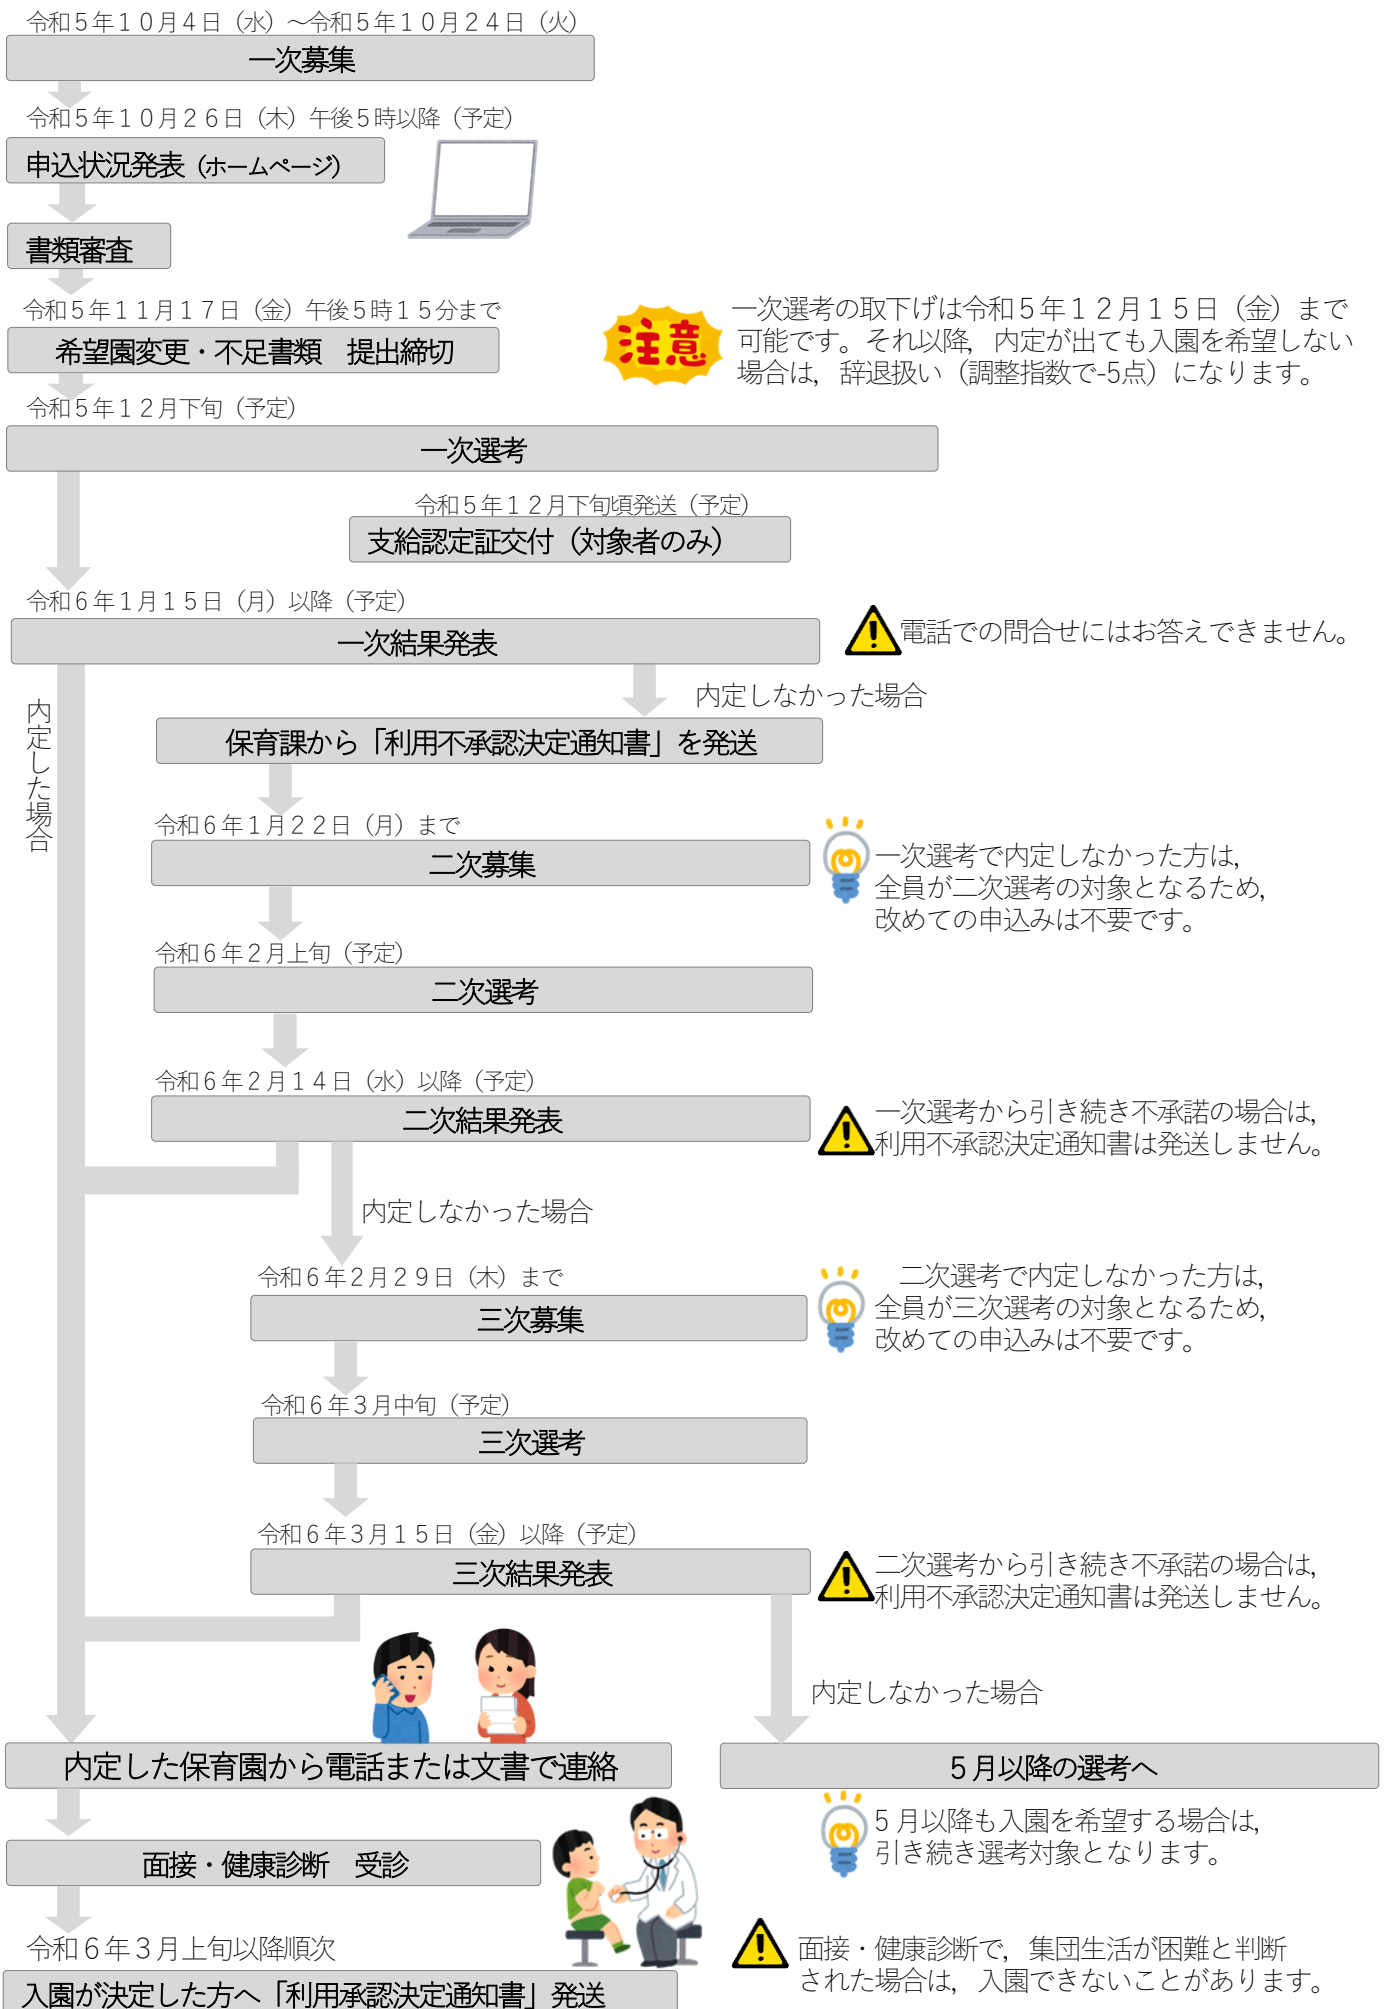 令和５年１０月４日（水）～令和５年１０月２４日（火）
一次募集
令和５年１０月２６日（木）午後５時以降（予定）
申込状況発表（ホームページ）
書類審査
令和５年１１月１７日（金）午後５時１５分まで
希望園変更・不足書類　提出締切
注意
一次選考の取下げは令和５年１２月１５日（金）まで
可能です。それ以降，内定が出ても入園を希望しない
場合は，辞退扱い（調整指数で-5点）になります。
令和５年１２月下旬（予定）
一次選考
令和５年１２月下旬頃発送（予定）
支給認定証交付（対象者のみ）
令和６年１月１５日（月）以降（予定）
一次結果発表
電話での問合せにはお答えできません。
内定した場合
内定しなかった場合
保育課から「利用不承認決定通知書」を発送
令和６年１月２２日（月）まで
二次募集
一次選考で内定しなかった方は，
全員が二次選考の対象となるため，
改めての申込みは不要です。
令和６年２月上旬（予定）
二次選考
令和６年２月１４日（水）以降（予定）
二次結果発表
一次選考から引き続き不承諾の場合は，
利用不承認決定通知書は発送しません。
内定しなかった場合
令和６年２月２９日（木）まで
三次募集
二次選考で内定しなかった方は，
全員が三次選考の対象となるため，
改めての申込みは不要です。
令和６年３月中旬（予定）
三次選考
令和６年３月１５日（金）以降（予定）
三次結果発表
二次選考から引き続き不承諾の場合は，
利用不承認決定通知書は発送しません。
内定しなかった場合
内定した保育園から電話または文書で連絡
５月以降の選考へ
５月以降も入園を希望する場合は，
引き続き選考対象となります。
面接・健康診断　受診
令和６年３月上旬以降順次
入園が決定した方へ「利用承認決定通知書」発送
面接・健康診断で，集団生活が困難と判断
された場合は，入園できないことがあります。